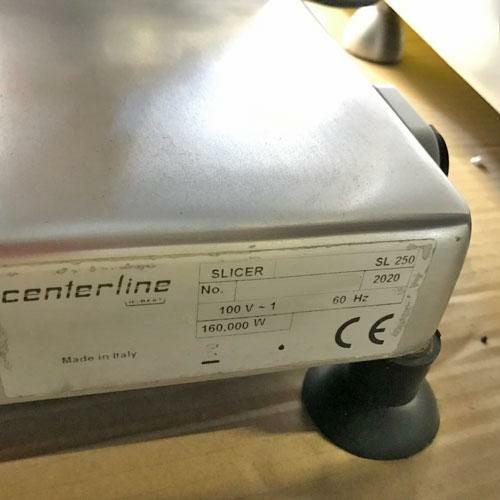 centerline
SLICER SL 250
No. 2020
100 V ~ 1 60 Hz
160,000 W
CE
Made in Italy